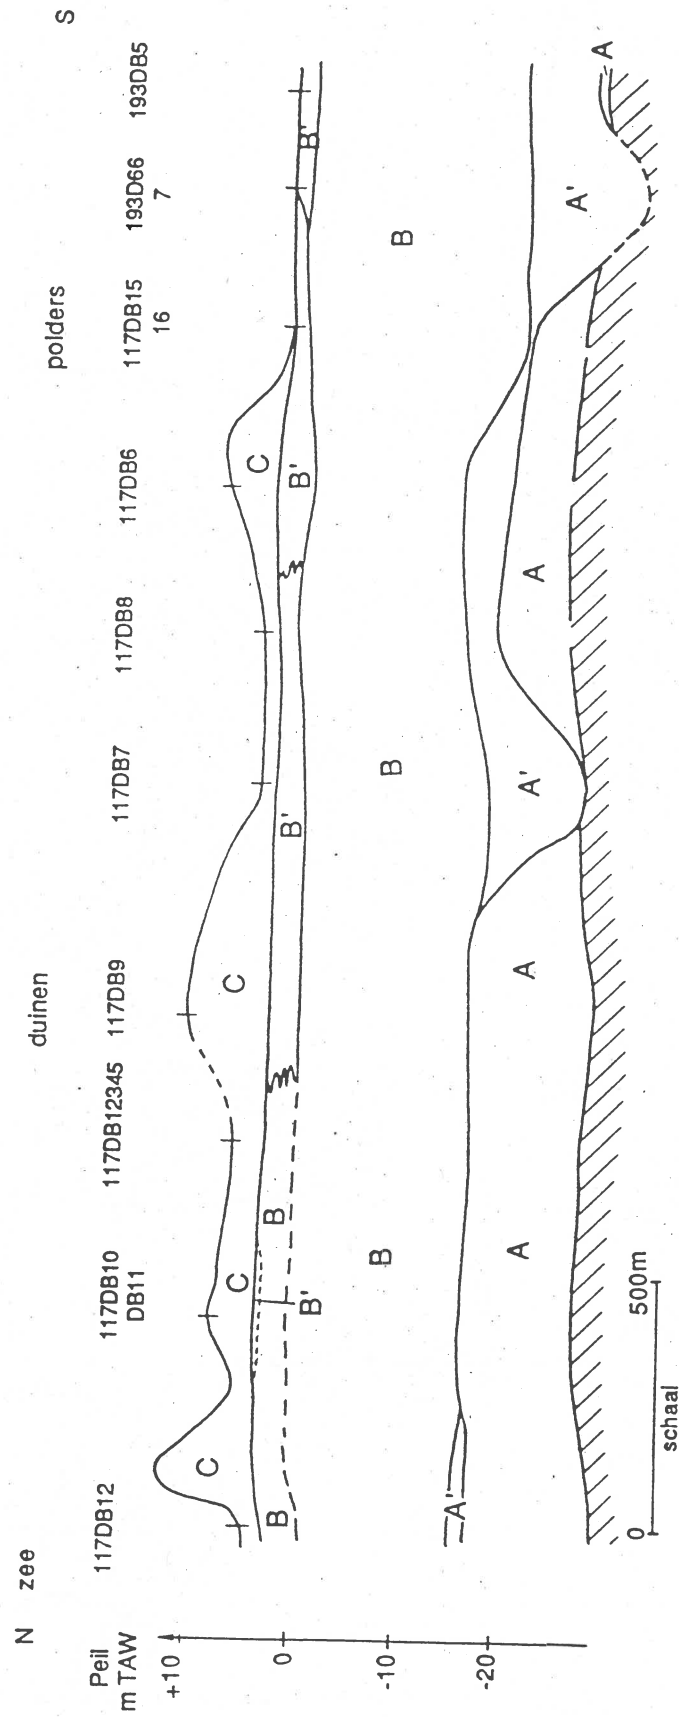 N zee duinen polders S
117DB12
117DB10
DB11
117DB12345
117DB9
117DB7
117DB8
117DB6
117DB15
16
193D66
7
193DB5
Peil
m TAW
+10
0
-10
-20
C
C
C
C
B
B
B'
B'
B'
B'
B
B
B
A'
A
A
A'
A
A'
A
0 500m
schaal